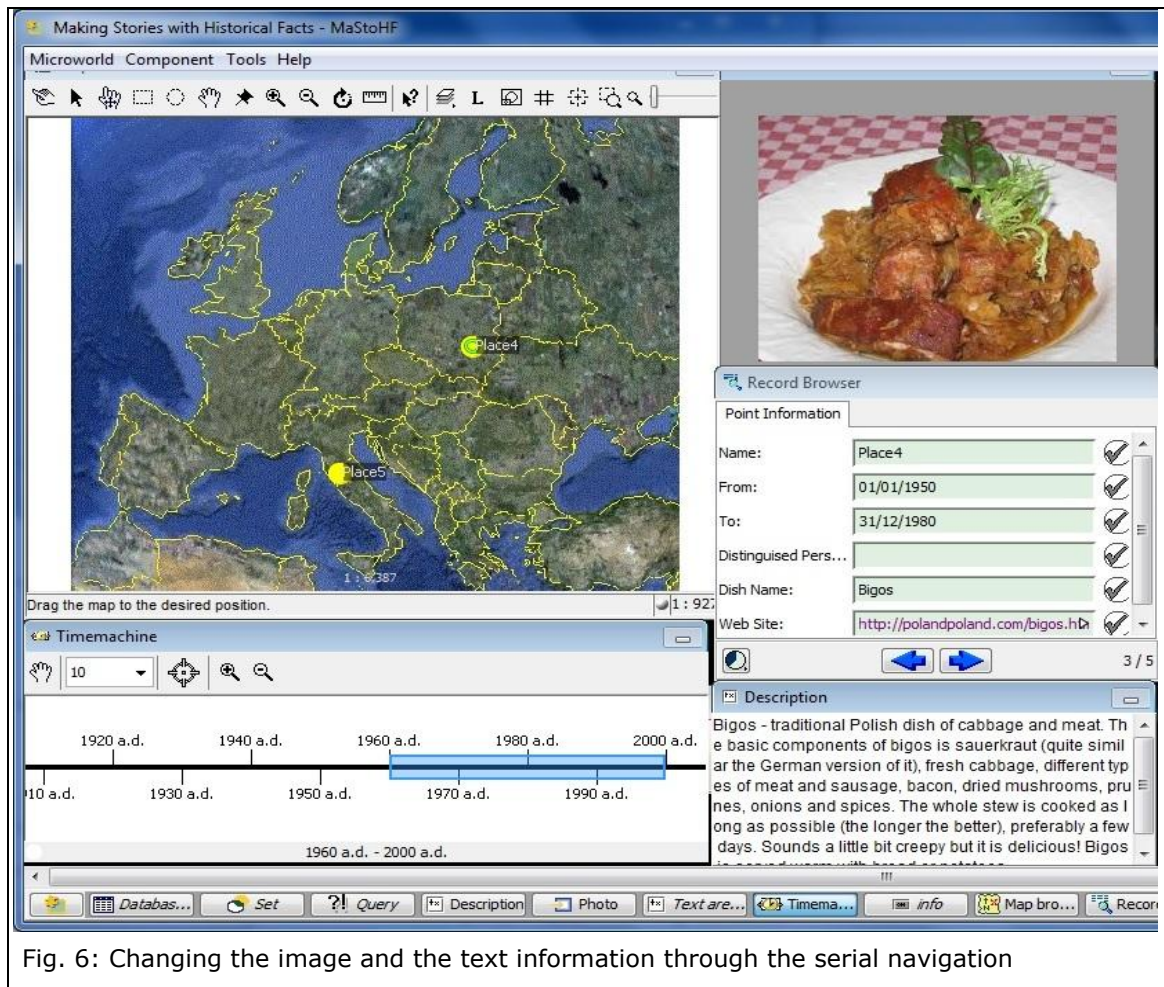 Making Stories with Historical Facts - MaStoHF
Microworld Component Tools Help
L
Place4
Place5
1 : 6.387
Drag the map to the desired position.
1 : 927
Record Browser
Point Information
Name: Place4
From: 01/01/1950
To: 31/12/1980
Distinguised Pers...
Dish Name: Bigos
Web Site: http://polandpoland.com/bigos.h
3 / 5
Timemachine
10
1920 a.d. 1940 a.d. 1960 a.d. 1980 a.d. 2000 a.d.
10 a.d. 1930 a.d. 1950 a.d. 1970 a.d. 1990 a.d.
1960 a.d. - 2000 a.d.
Description
Bigos - traditional Polish dish of cabbage and meat. Th
e basic components of bigos is sauerkraut (quite simil
ar the German version of it), fresh cabbage, different typ
es of meat and sausage, bacon, dried mushrooms, pru
nes, onions and spices. The whole stew is cooked as l
ong as possible (the longer the better), preferably a few
days. Sounds a little bit creepy but it is delicious! Bigos
Databas... Set Query Description Photo Text are... Timema... info Map bro... Recor
Fig. 6: Changing the image and the text information through the serial navigation